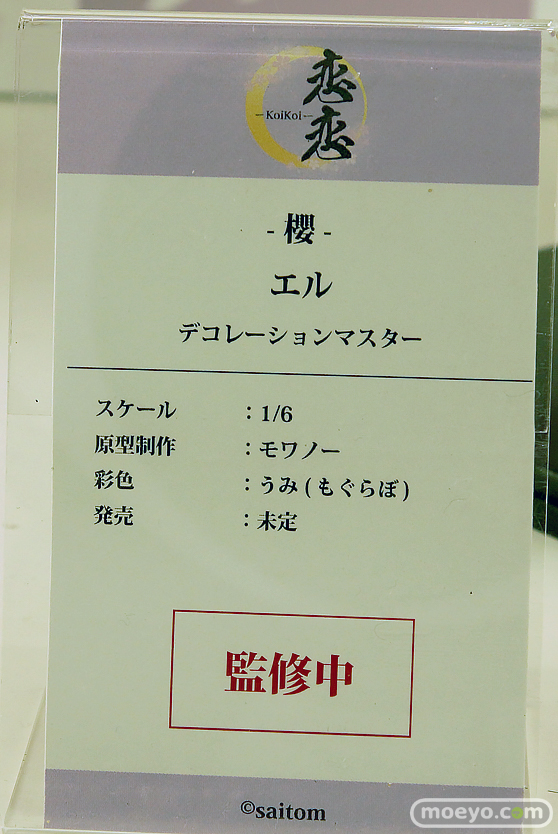 恋
-KoiKoi-
恋
- 櫻 -
エル
デコレーションマスター
スケール：1/6
原型制作：モワノー
彩色：うみ(もぐらぼ)
発売：未定
監修中
©saitom
moeyo.com